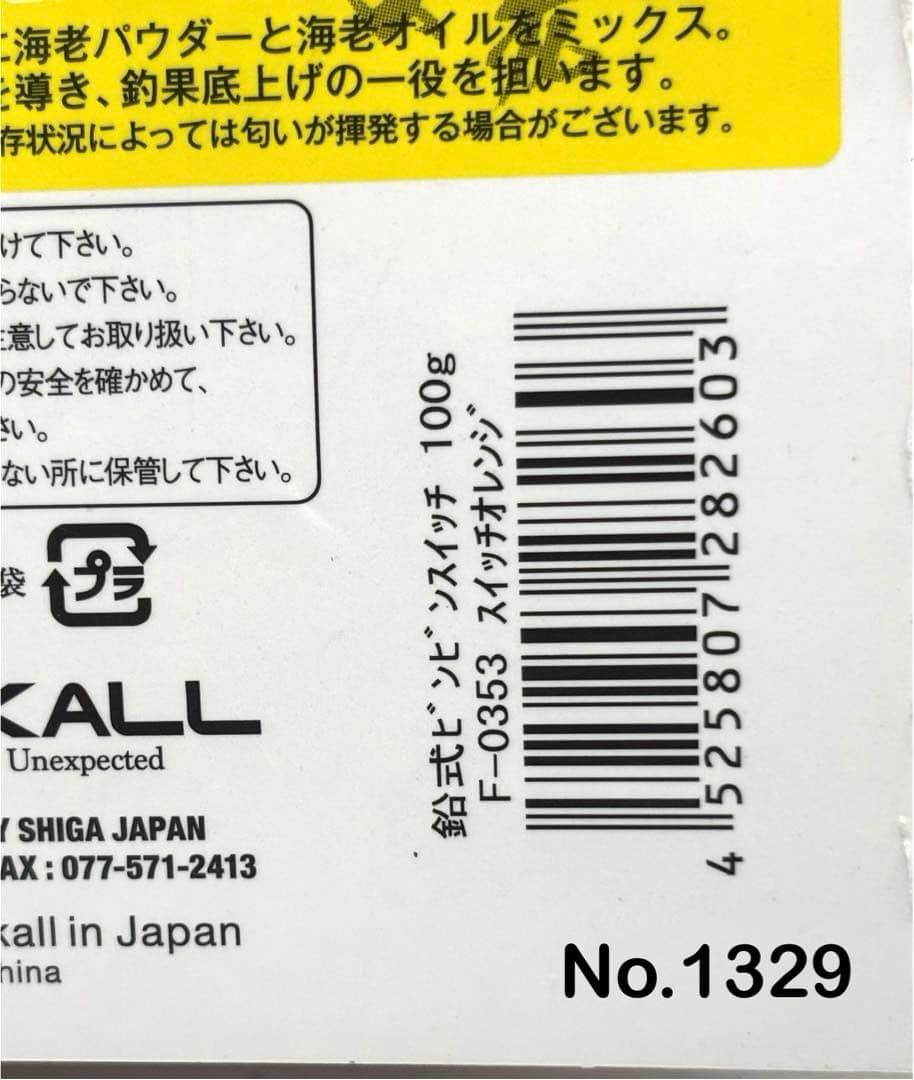 に海老パウダーと海老オイルをミックス。
を導き、釣果底上げの一役を担います。
存状況によっては匂いが揮発する場合がございます。
けて下さい。
らないで下さい。
注意してお取り扱い下さい。
の安全を確かめて、
さい。
ない所に保管して下さい。
袋
プラ
KALL
Unexpected
Y SHIGA JAPAN
AX : 077-571-2413
kall in Japan
hina
鉛式ビンビンスイッチ 100g
F-0353 スイッチオレンジ
4 525807 282603
No.1329